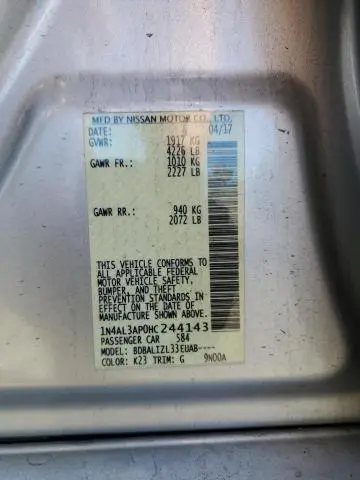 MFD BY NISSAN MOTOR CO., LTD.
DATE: 04/17
GVWR: 1917 KG
4226 LB
GAWR FR.: 1010 KG
2227 LB
GAWR RR.: 940 KG
2072 LB
THIS VEHICLE CONFORMS TO
ALL APPLICABLE FEDERAL
MOTOR VEHICLE SAFETY,
BUMPER, AND THEFT
PREVENTION STANDARDS
IN EFFECT ON THE
DATE OF MANUFACTURE
SHOWN ABOVE.
1N4AL3AP0HC244143
PASSENGER CAR 584
MODEL: BDBALIZL33EUAB----
COLOR: K23 TRIM: G 9N00A